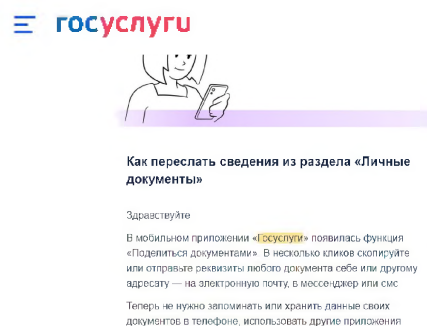 госуслуги
Как переслать сведения из раздела «Личные
документы»
Здравствуйте
В мобильном приложении «Госуслуги» появилась функция
«Поделиться документами». В несколько кликов скопируйте
или отправьте реквизиты любого документа себе или другому
адресату — на электронную почту, в мессенджер или смс
Теперь не нужно запоминать или хранить данные своих
документов в телефоне, использовать другие приложения